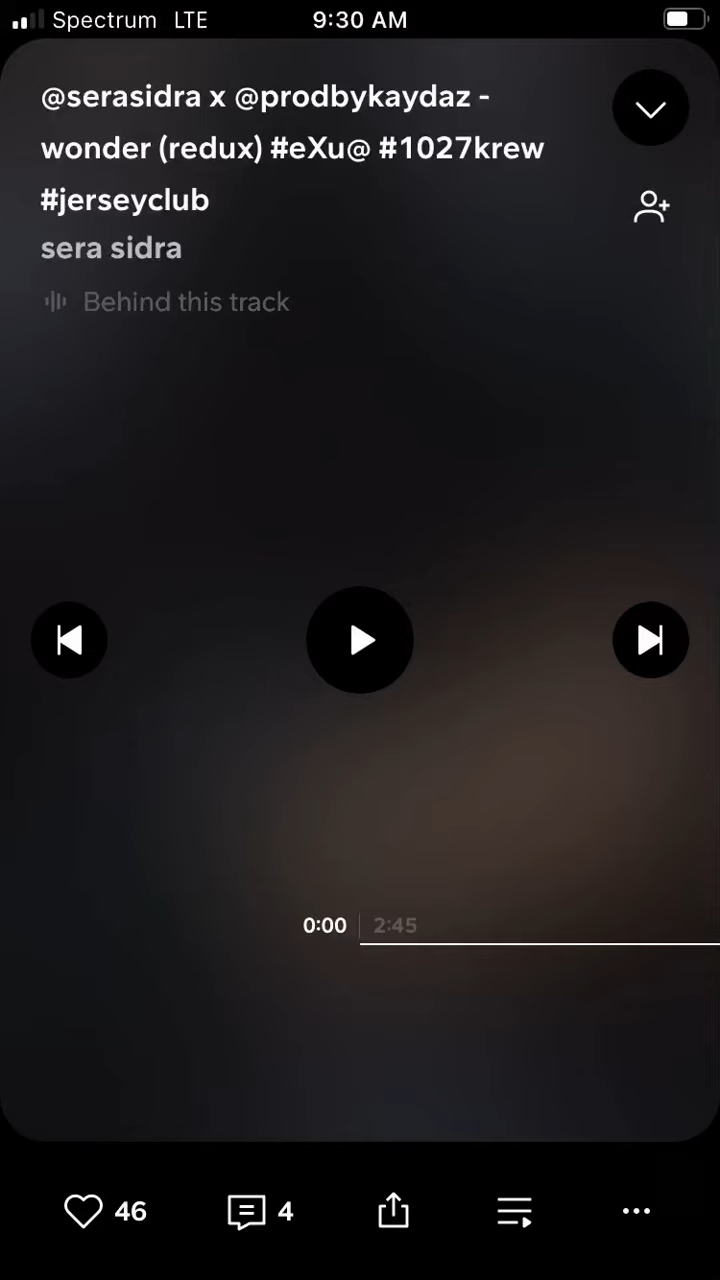 Spectrum LTE 9:30 AM
@serasidra x @prodbykaydaz -
wonder (redux) #eXu@ #1027krew
#jerseyclub
sera sidra
Behind this track
0:00 2:45
46 4